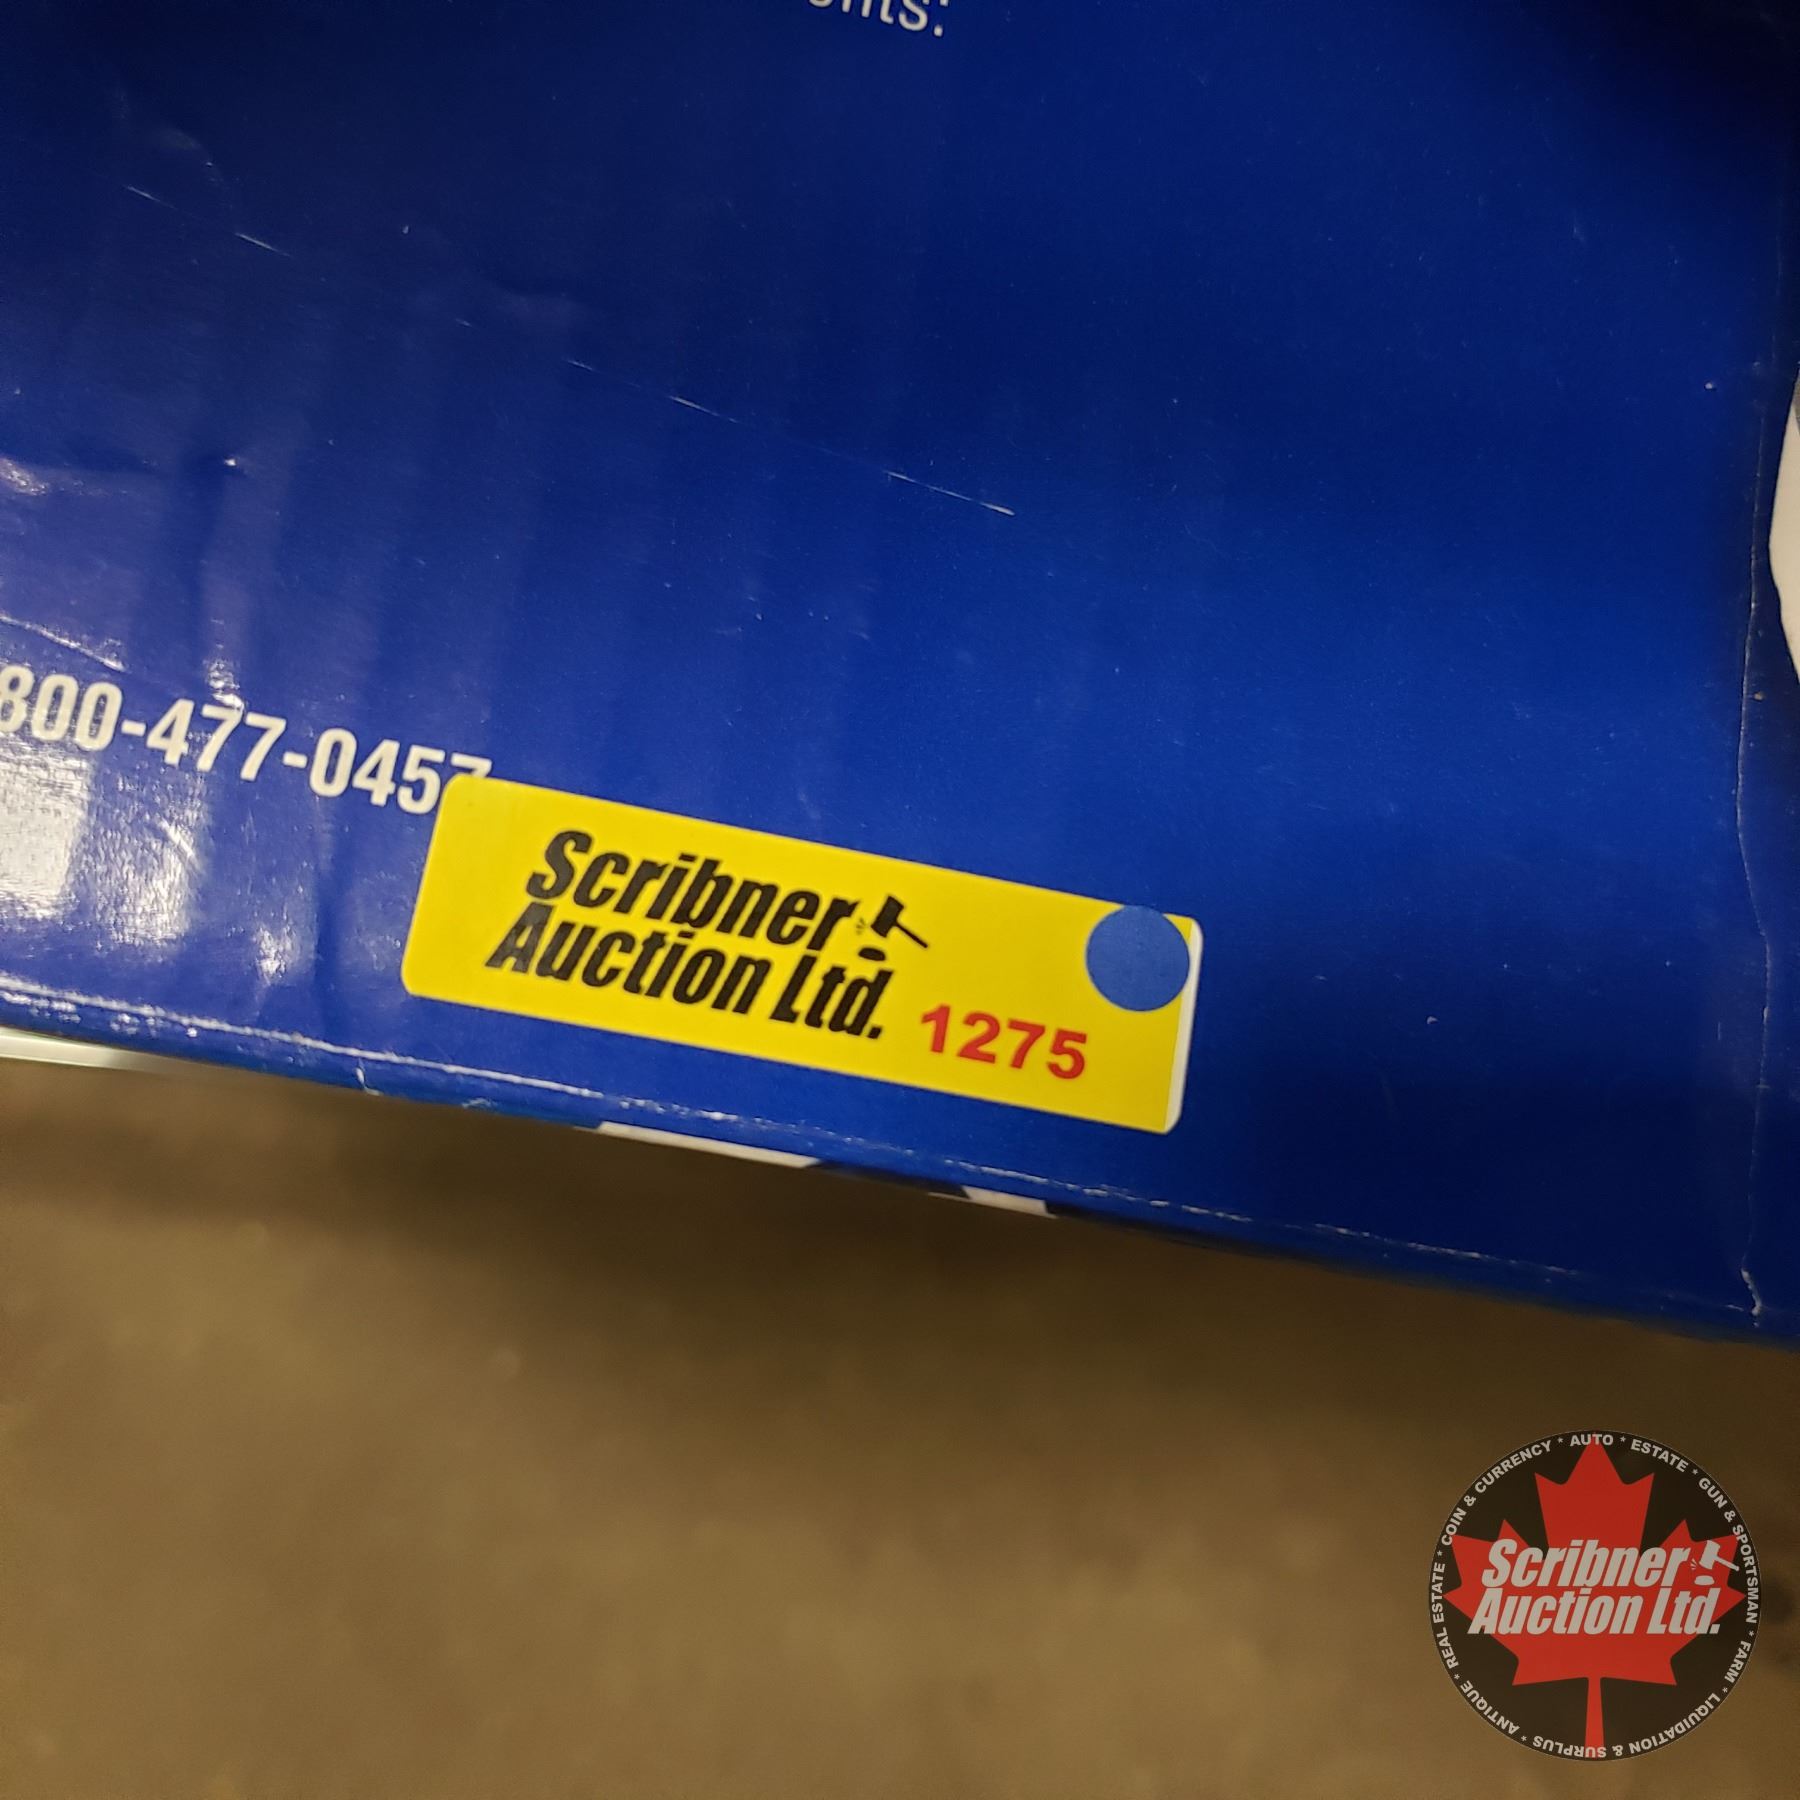 800-477-0457
Scribner
Auction Ltd.
1275
COIN & CURRENCY * AUTO * ESTATE * GUN & SPORTSMAN * FARM * LIQUIDATION & SURPLUS * ANTIQUE * REAL ESTATE *
Scribner
Auction Ltd.